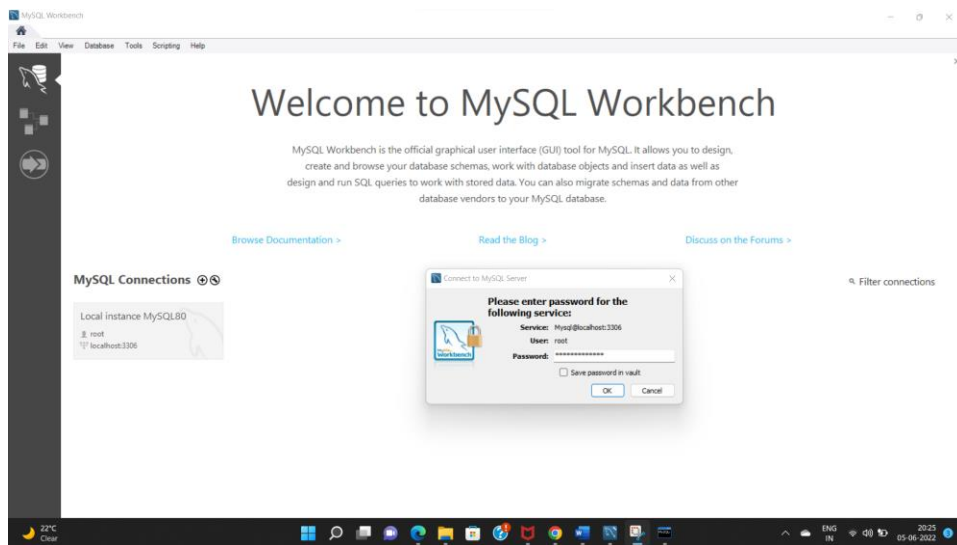 MySQL Workbench
File Edit View Database Tools Scripting Help
Welcome to MySQL Workbench
MySQL Workbench is the official graphical user interface (GUI) tool for MySQL. It allows you to design,
create and browse your database schemas, work with database objects and insert data as well as
design and run SQL queries to work with stored data. You can also migrate schemas and data from other
database vendors to your MySQL database.
Browse Documentation >
Read the Blog >
Discuss on the Forums >
MySQL Connections
Filter connections
Local instance MySQL80
root
localhost:3306
Connect to MySQL Server
Please enter password for the
following service:
Service: Mysql@localhost:3306
User: root
Password: *************
Save password in vault
OK Cancel
Workbench
22°C
Clear
ENG
IN
20:25
05-06-2022